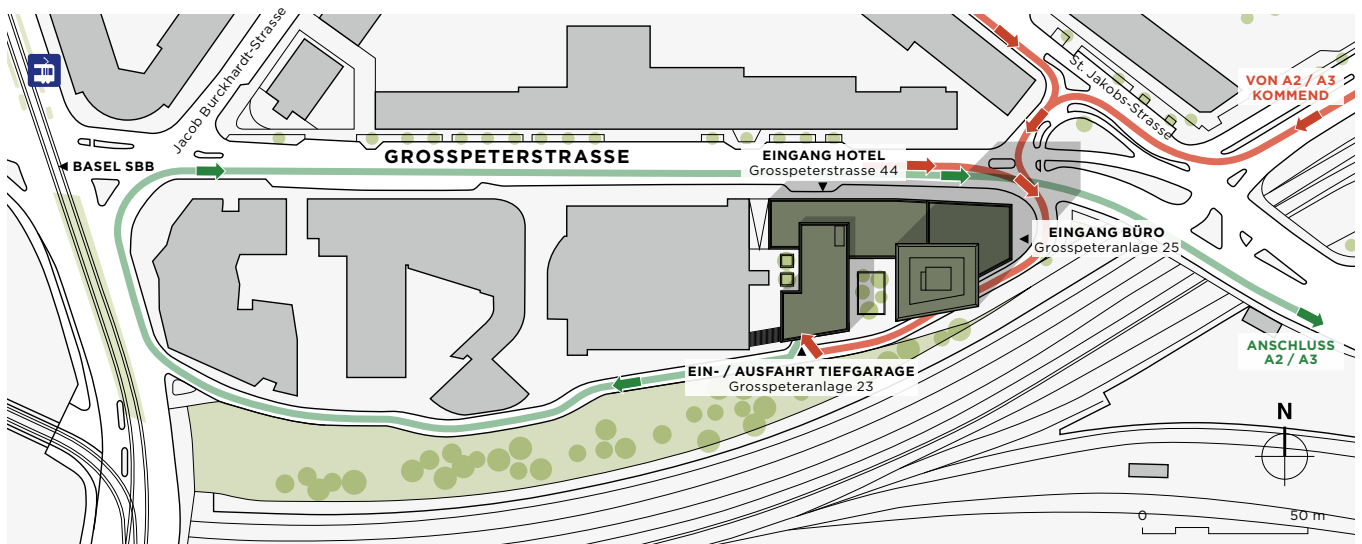 Jacob Burckhardt-Strasse
St. Jakobs-Strasse
VON A2 / A3
KOMMEND
BASEL SBB
GROSSPETERSTRASSE
EINGANG HOTEL
Grosspeterstrasse 44
EINGANG BÜRO
Grosspeteranlage 25
ANSCHLUSS
A2 / A3
EIN- / AUSFAHRT TIEFGARAGE
Grosspeteranlage 23
N
0 50 m